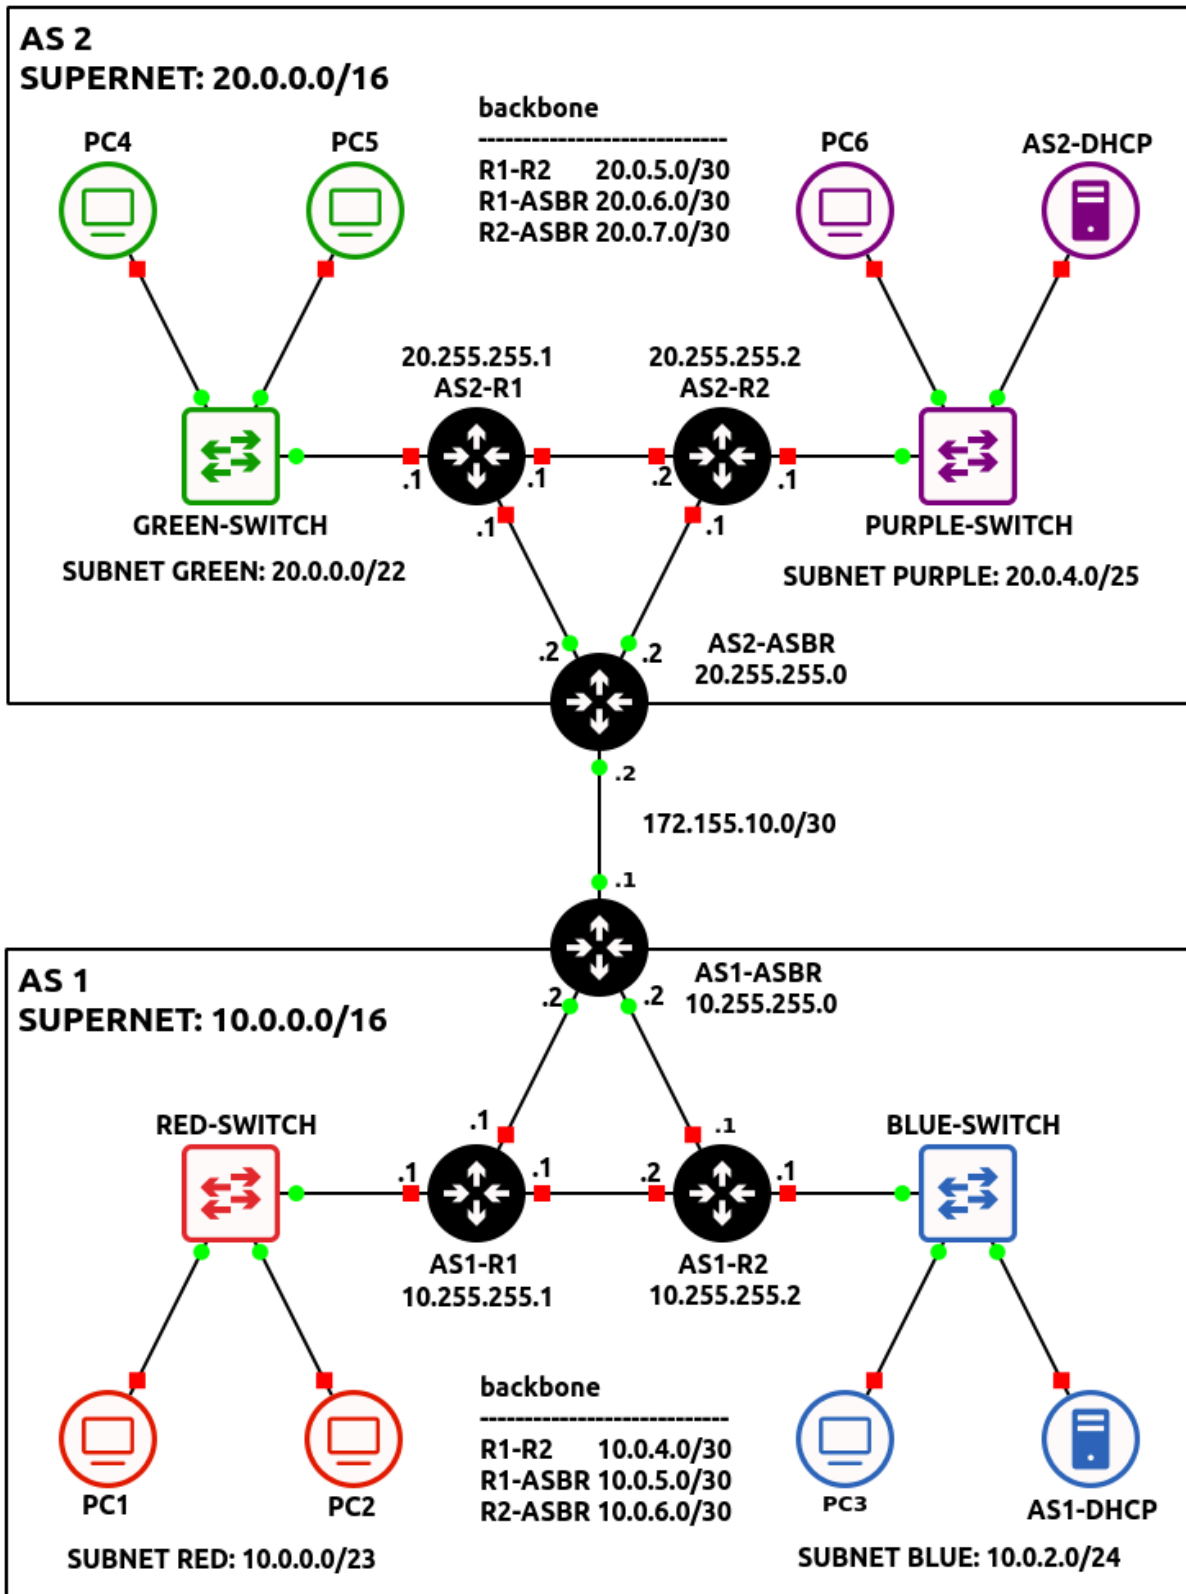 AS 2
SUPERNET: 20.0.0.0/16
backbone
----------------------------
R1-R2 20.0.5.0/30
R1-ASBR 20.0.6.0/30
R2-ASBR 20.0.7.0/30
PC4
PC5
PC6
AS2-DHCP
20.255.255.1
AS2-R1
20.255.255.2
AS2-R2
.1
.1
.2
.1
.1
.1
GREEN-SWITCH
PURPLE-SWITCH
SUBNET GREEN: 20.0.0.0/22
SUBNET PURPLE: 20.0.4.0/25
.2
.2
AS2-ASBR
20.255.255.0
.2
172.155.10.0/30
.1
AS 1
SUPERNET: 10.0.0.0/16
AS1-ASBR
10.255.255.0
.2
.2
RED-SWITCH
.1
.1
BLUE-SWITCH
.1
.1
.2
.1
AS1-R1
10.255.255.1
AS1-R2
10.255.255.2
backbone
----------------------------
R1-R2 10.0.4.0/30
R1-ASBR 10.0.5.0/30
R2-ASBR 10.0.6.0/30
PC1
PC2
PC3
AS1-DHCP
SUBNET RED: 10.0.0.0/23
SUBNET BLUE: 10.0.2.0/24